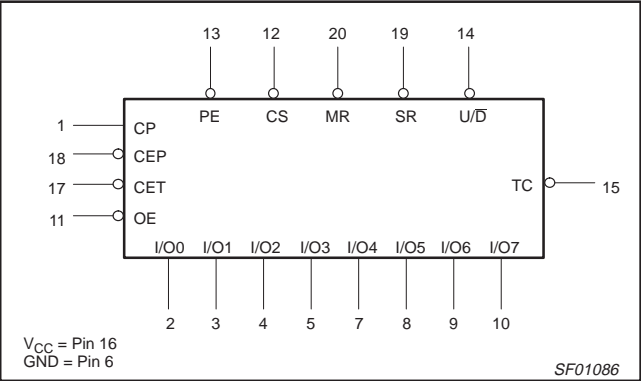 13 12 20 19 14
PE CS MR SR U/D̅
1 CP
18 CEP
17 CET
TC 15
11 OE
I/O0 I/O1 I/O2 I/O3 I/O4 I/O5 I/O6 I/O7
2 3 4 5 7 8 9 10
VCC = Pin 16
GND = Pin 6
SF01086